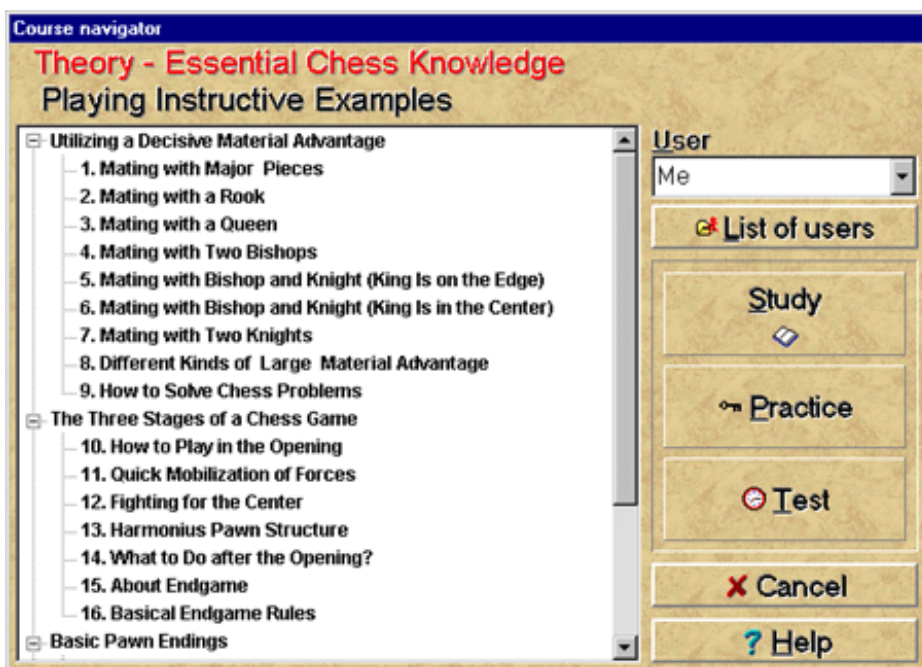 Course navigator
Theory - Essential Chess Knowledge
Playing Instructive Examples
Utilizing a Decisive Material Advantage
1. Mating with Major Pieces
2. Mating with a Rook
3. Mating with a Queen
4. Mating with Two Bishops
5. Mating with Bishop and Knight (King Is on the Edge)
6. Mating with Bishop and Knight (King Is in the Center)
7. Mating with Two Knights
8. Different Kinds of Large Material Advantage
9. How to Solve Chess Problems
The Three Stages of a Chess Game
10. How to Play in the Opening
11. Quick Mobilization of Forces
12. Fighting for the Center
13. Harmonius Pawn Structure
14. What to Do after the Opening?
15. About Endgame
16. Basical Endgame Rules
Basic Pawn Endings
User
Me
List of users
Study
Practice
Test
Cancel
? Help